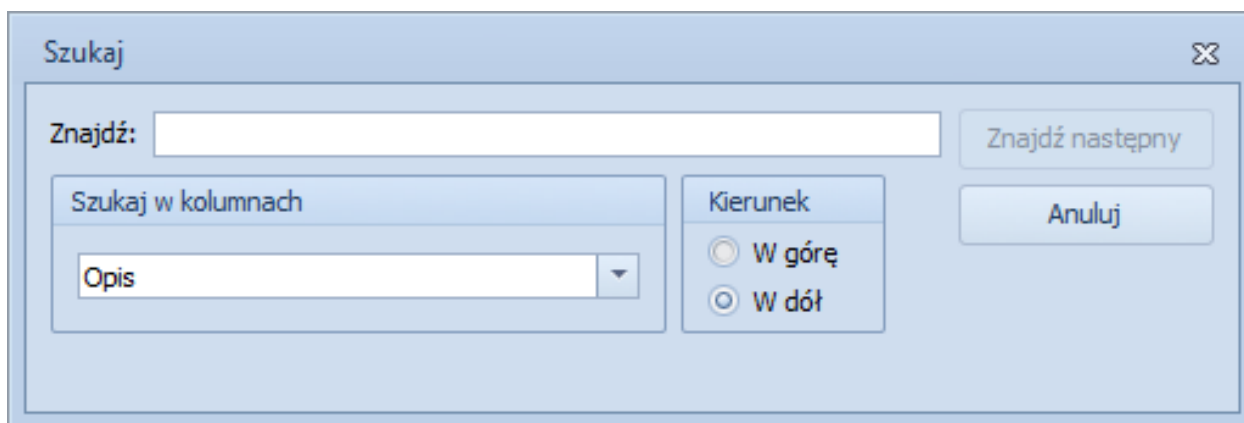 Szukaj
Znajdź:
Znajdź następny
Szukaj w kolumnach
Kierunek
Anuluj
W górę
Opis
W dół